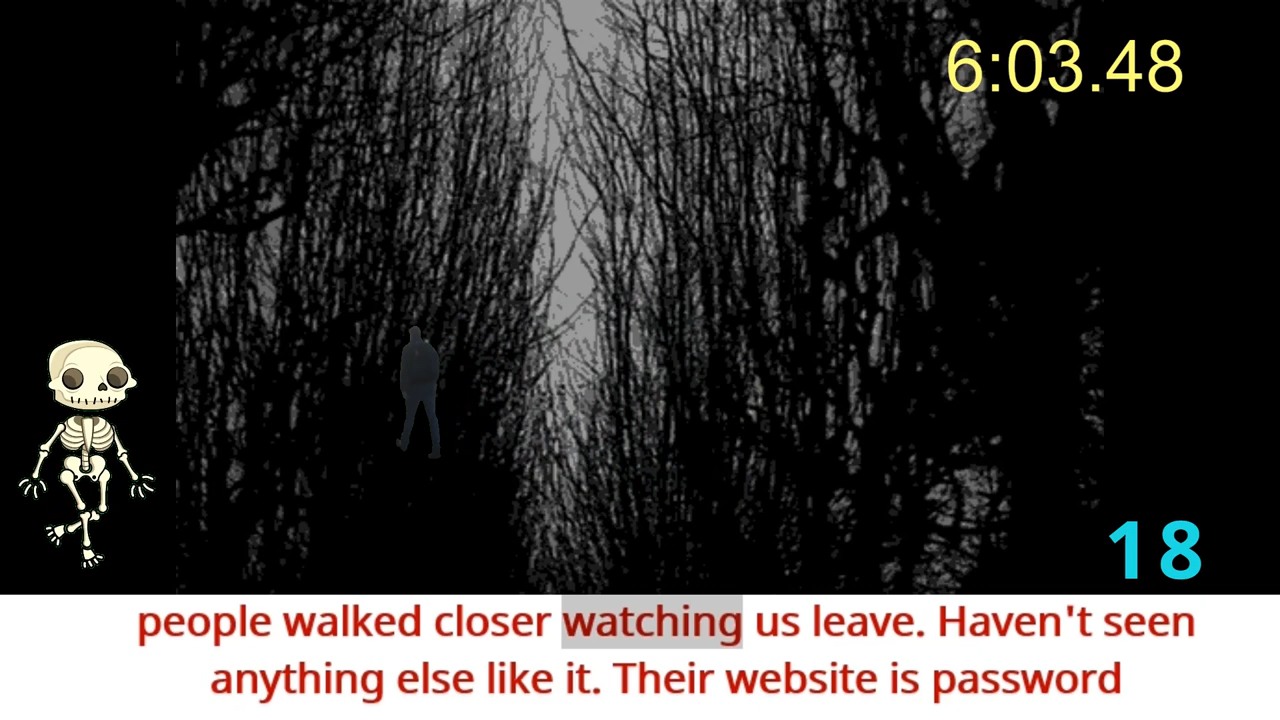 6:03.48
18
people walked closer watching us leave. Haven't seen
anything else like it. Their website is password